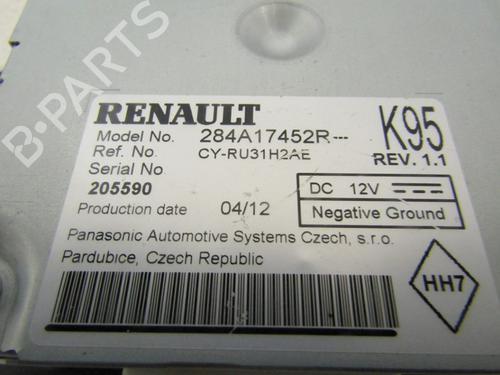 RENAULT
Model No. 284A17452R---
Ref. No. CY-RU31H2AE
Serial No
205590
Production date 04/12
K95
REV. 1.1
DC 12V
Negative Ground
Panasonic Automotive Systems Czech, s.r.o.
Pardubice, Czech Republic
HH7
B-PARTS